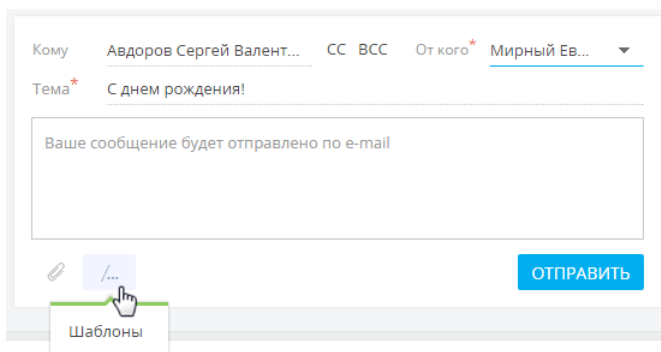 Кому Авдоров Сергей Валент... CC BCC От кого* Мирный Ев...
Тема* С днем рождения!
Ваше сообщение будет отправлено по e-mail
/... ОТПРАВИТЬ
Шаблоны